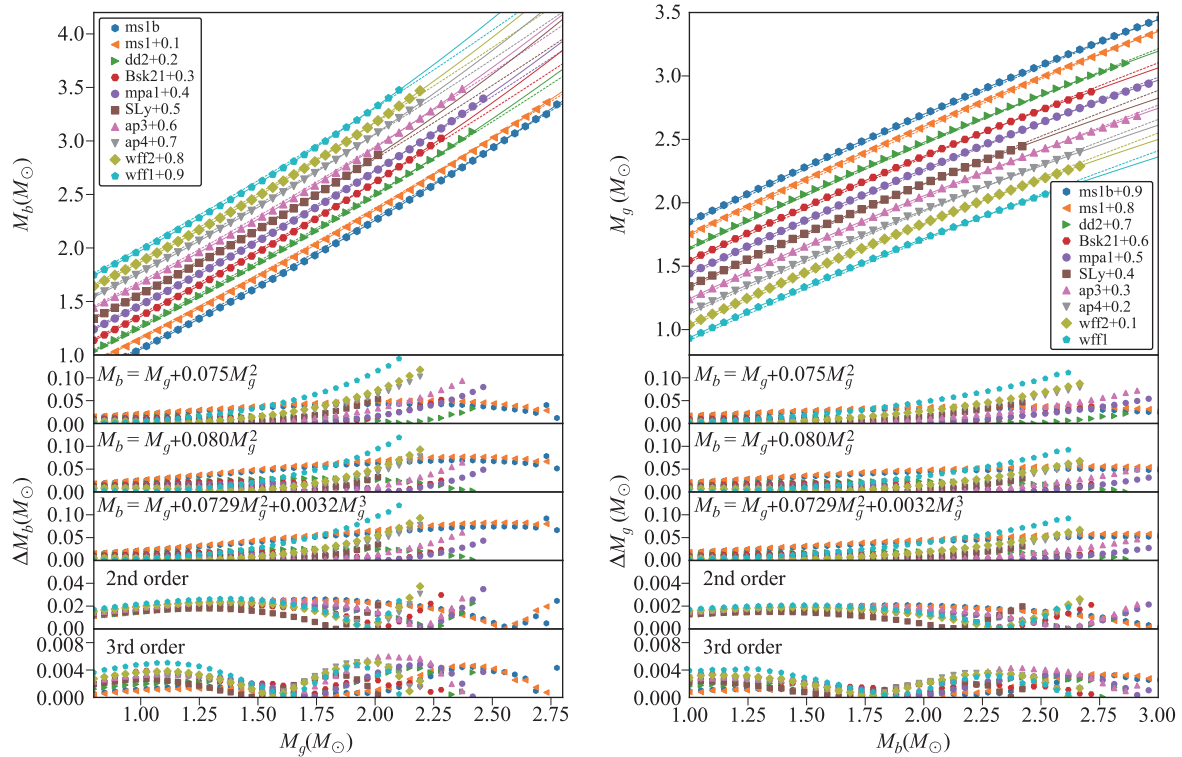 4.0
3.5
3.0
2.5
2.0
1.5
1.0
M_b(M_⊙)
ms1b
ms1+0.1
dd2+0.2
Bsk21+0.3
mpa1+0.4
SLy+0.5
ap3+0.6
ap4+0.7
wff2+0.8
wff1+0.9
M_b = M_g+0.075M_g^2
0.10
0.05
0.00
M_b = M_g+0.080M_g^2
0.10
0.05
0.00
M_b = M_g+0.0729M_g^2+0.0032M_g^3
0.10
0.05
0.00
ΔM_b(M_⊙)
2nd order
0.04
0.02
0.00
3rd order
0.008
0.004
0.000
1.00 1.25 1.50 1.75 2.00 2.25 2.50 2.75
M_g(M_⊙)
3.5
3.0
2.5
2.0
1.5
1.0
M_g(M_⊙)
ms1b+0.9
ms1+0.8
dd2+0.7
Bsk21+0.6
mpa1+0.5
SLy+0.4
ap3+0.3
ap4+0.2
wff2+0.1
wff1
M_b = M_g+0.075M_g^2
0.10
0.05
0.00
M_b = M_g+0.080M_g^2
0.10
0.05
0.00
M_b = M_g+0.0729M_g^2+0.0032M_g^3
0.10
0.05
0.00
ΔM_g(M_⊙)
2nd order
0.004
0.002
0.000
3rd order
0.008
0.004
0.000
1.00 1.25 1.50 1.75 2.00 2.25 2.50 2.75 3.00
M_b(M_⊙)